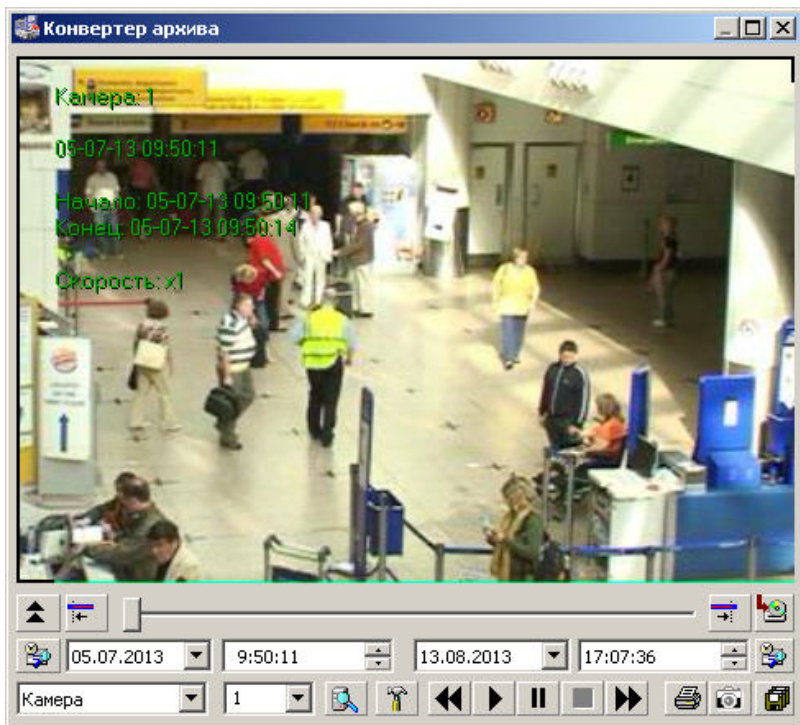 Конвертер архива
Камера: 1
05-07-13 09:50:11
Начало: 05-07-13 09:50:11
Конец: 05-07-13 09:50:14
Скорость: x1
05.07.2013 9:50:11 13.08.2013 17:07:36
Камера 1